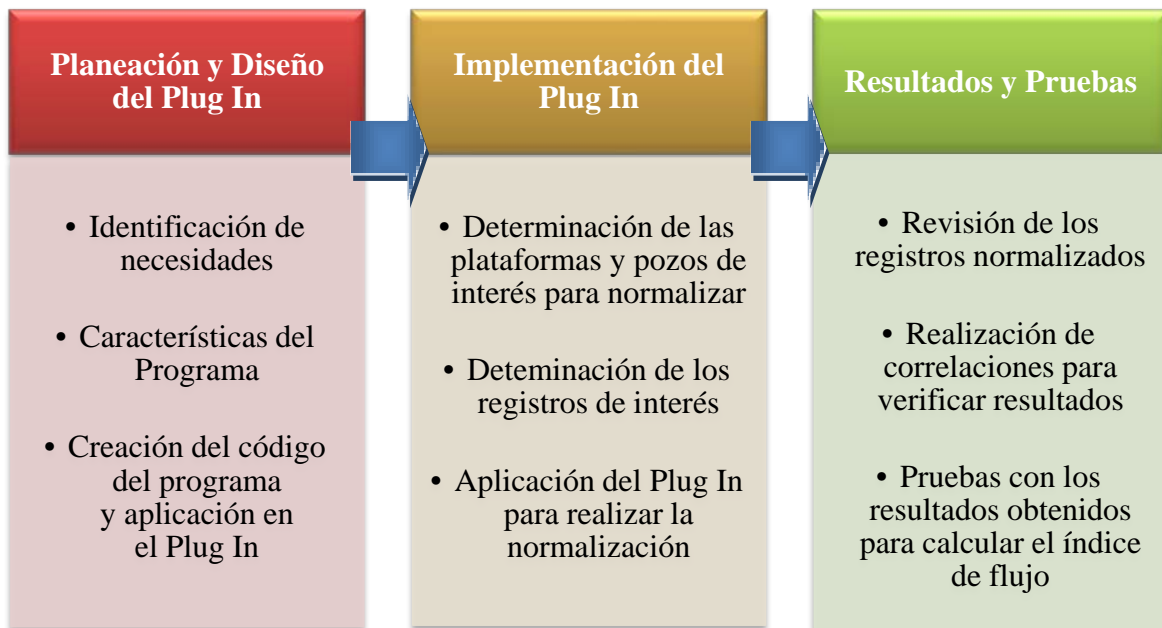 Planeación y Diseño
del Plug In
• Identificación de
necesidades
• Características del
Programa
• Creación del código
del programa
y aplicación en
el Plug In
Implementación del
Plug In
• Determinación de las
plataformas y pozos de
interés para normalizar
• Deteminación de los
registros de interés
• Aplicación del Plug In
para realizar la
normalización
Resultados y Pruebas
• Revisión de los
registros normalizados
• Realización de
correlaciones para
verificar resultados
• Pruebas con los
resultados obtenidos
para calcular el índice
de flujo